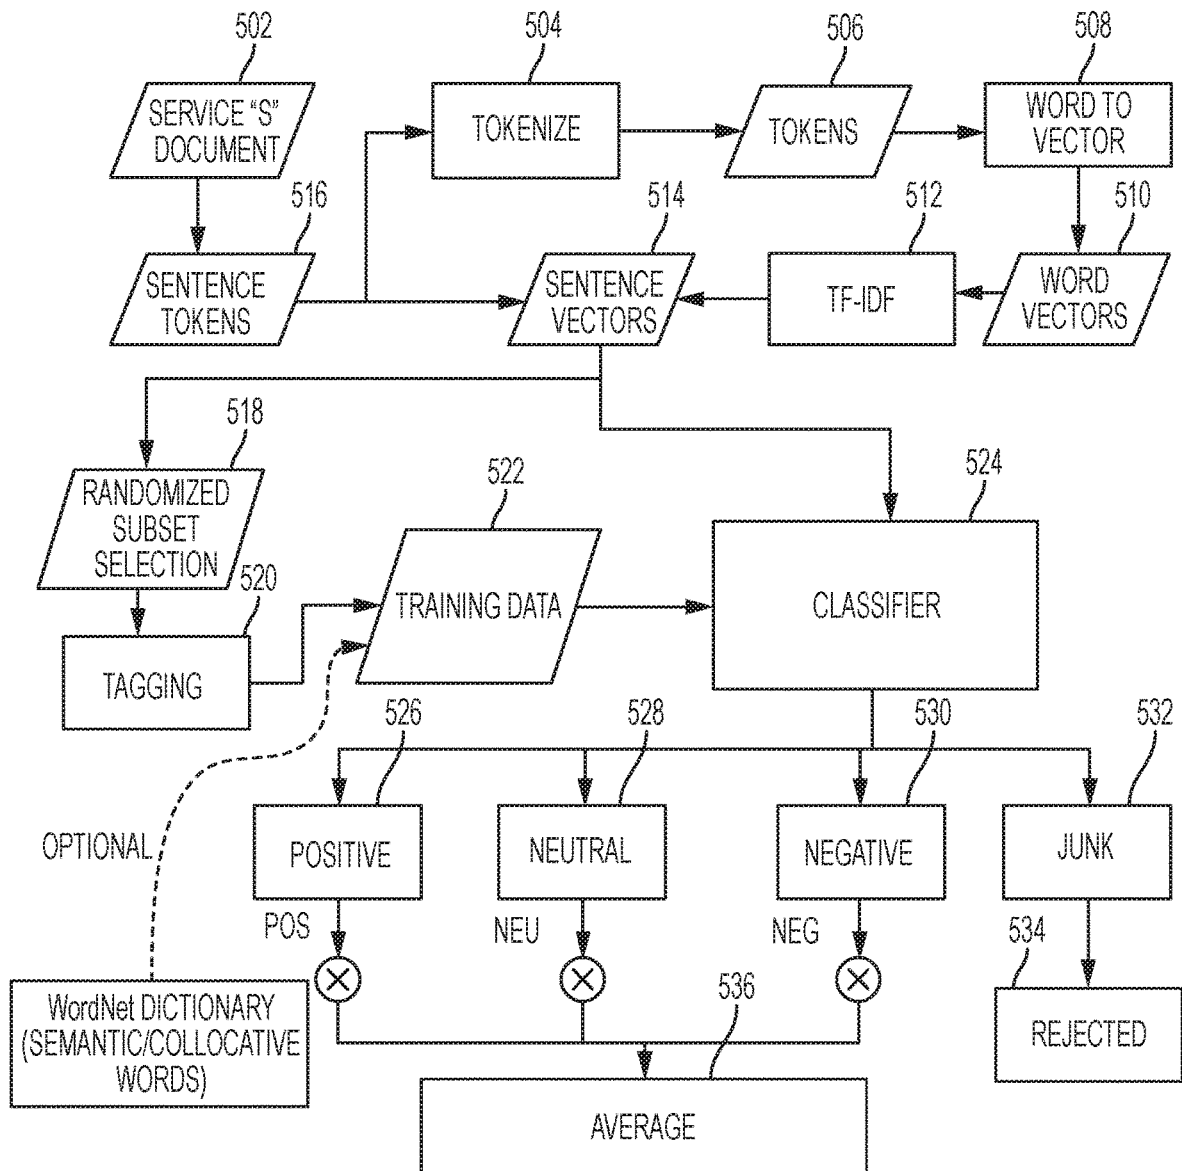 502
504
506
508
SERVICE "S"
DOCUMENT
TOKENIZE
TOKENS
WORD TO
VECTOR
516
514
512
510
SENTENCE
TOKENS
SENTENCE
VECTORS
TF-IDF
WORD
VECTORS
518
RANDOMIZED
SUBSET
SELECTION
522
524
520
TRAINING DATA
CLASSIFIER
TAGGING
526
528
530
532
OPTIONAL
POSITIVE
NEUTRAL
NEGATIVE
JUNK
POS
NEU
NEG
534
536
WordNet DICTIONARY
(SEMANTIC/COLLOCATIVE
WORDS)
REJECTED
AVERAGE